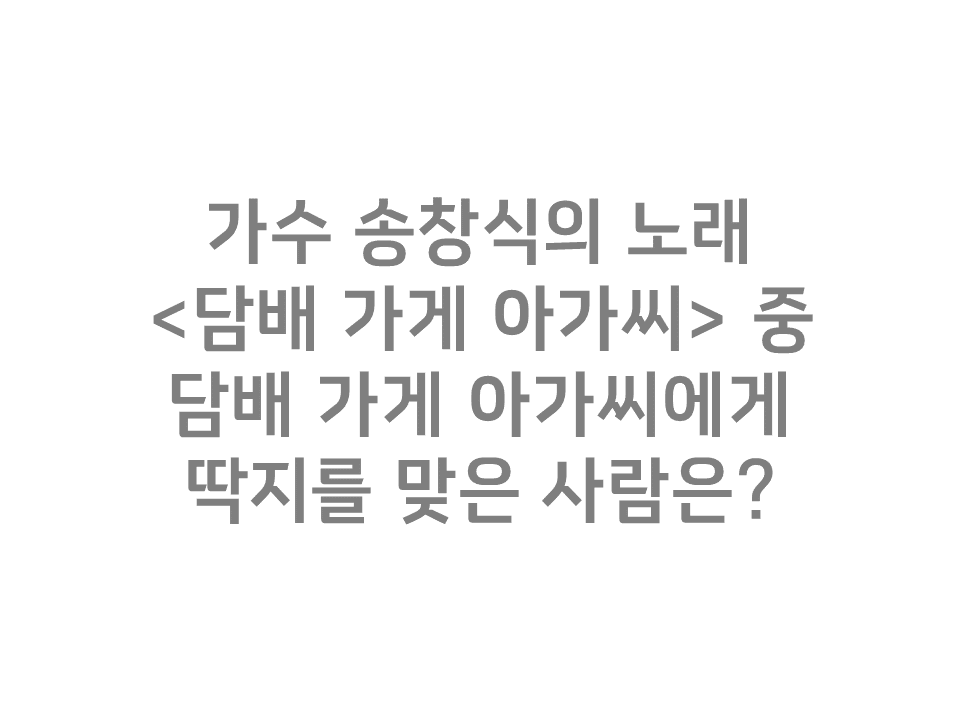 가수 송창식의 노래
<담배 가게 아가씨> 중
담배 가게 아가씨에게
딱지를 맞은 사람은?